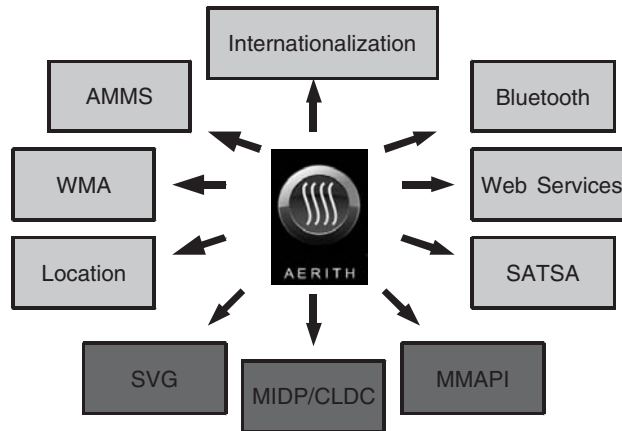 Internationalization
AMMS
Bluetooth
WMA
Web Services
Location
AERITH
SATSA
SVG
MIDP/CLDC
MMAPI